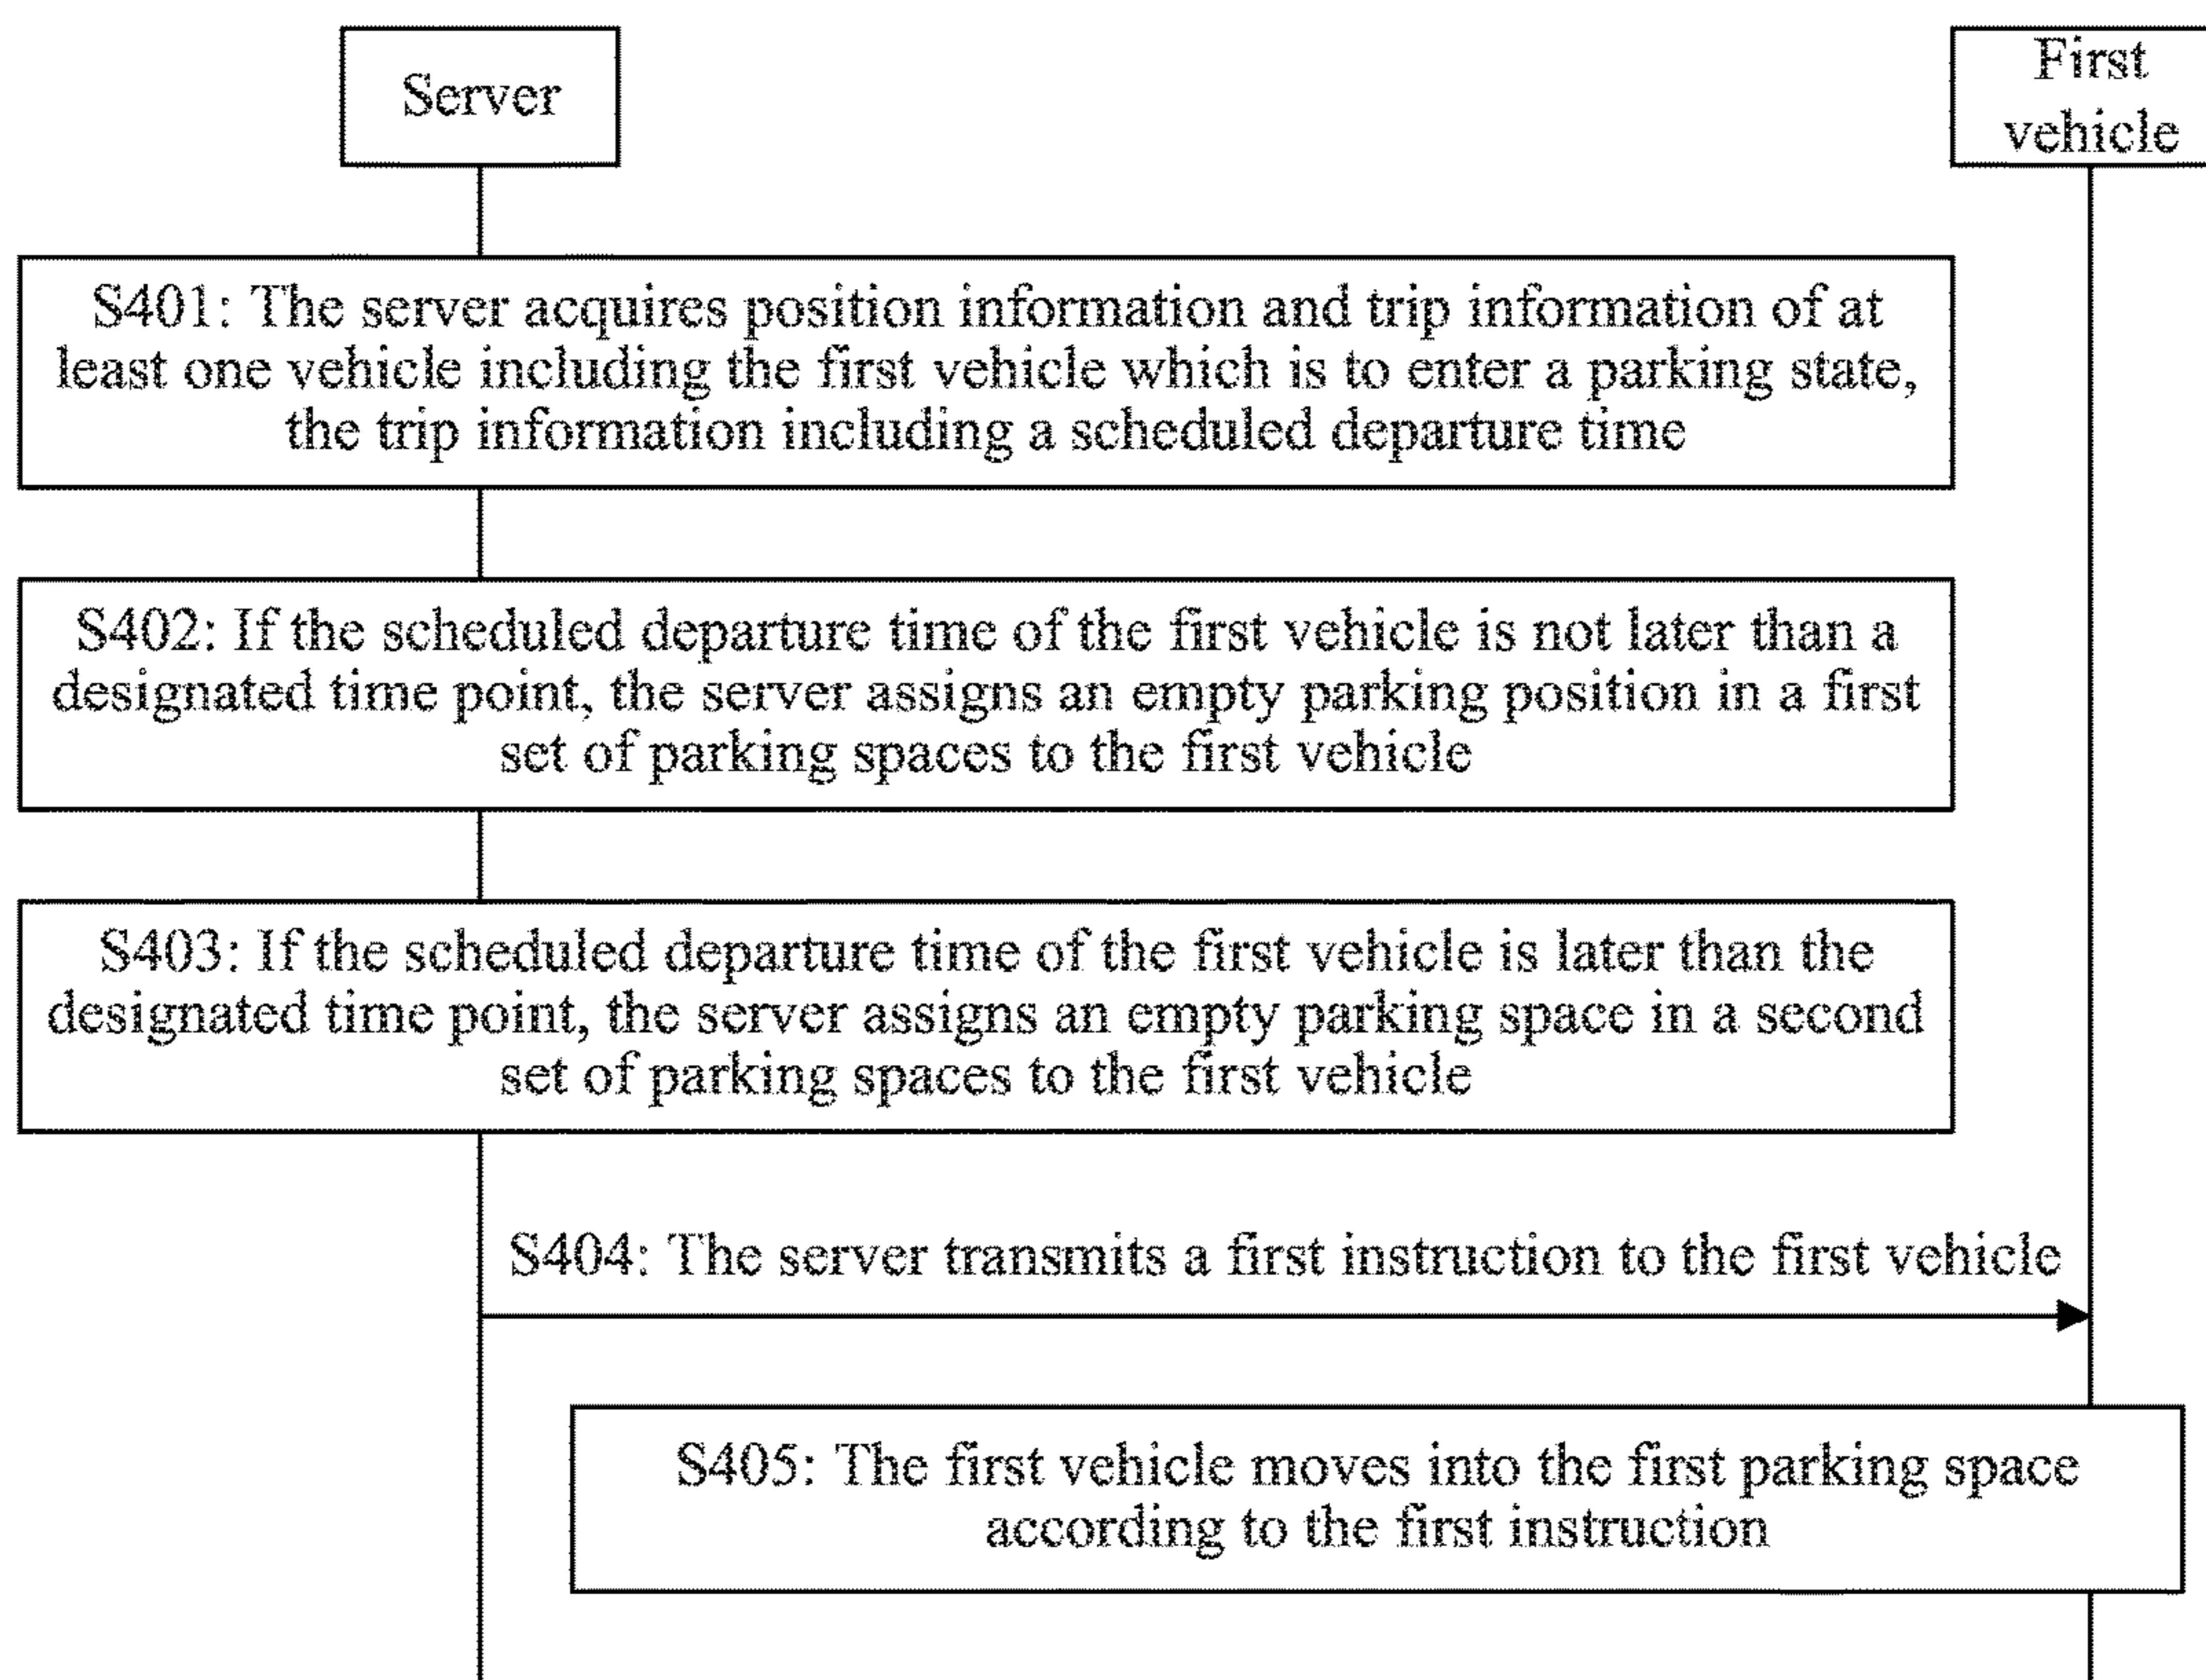 Server
First
vehicle
S401: The server acquires position information and trip information of at
least one vehicle including the first vehicle which is to enter a parking state,
the trip information including a scheduled departure time
S402: If the scheduled departure time of the first vehicle is not later than a
designated time point, the server assigns an empty parking position in a first
set of parking spaces to the first vehicle
S403: If the scheduled departure time of the first vehicle is later than the
designated time point, the server assigns an empty parking space in a second
set of parking spaces to the first vehicle
S404: The server transmits a first instruction to the first vehicle
S405: The first vehicle moves into the first parking space
according to the first instruction